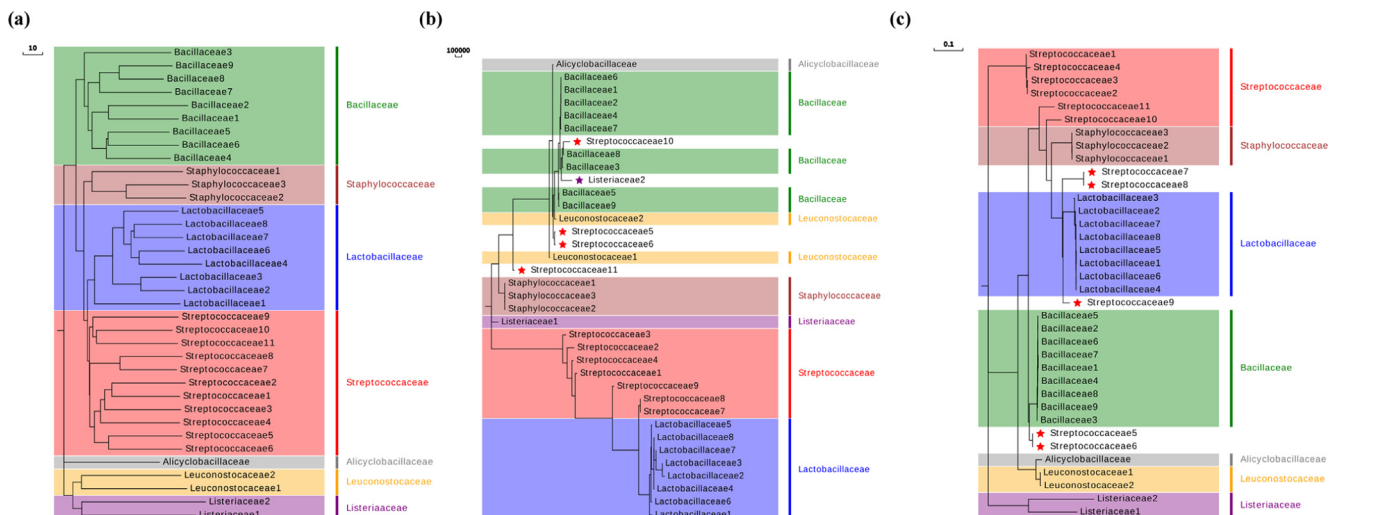 (a)
10
Bacillaceae3
Bacillaceae9
Bacillaceae8
Bacillaceae7
Bacillaceae2
Bacillaceae1
Bacillaceae5
Bacillaceae6
Bacillaceae4
Bacillaceae
Staphylococcaceae1
Staphylococcaceae3
Staphylococcaceae2
Staphylococcaceae
Lactobacillaceae5
Lactobacillaceae8
Lactobacillaceae7
Lactobacillaceae6
Lactobacillaceae4
Lactobacillaceae3
Lactobacillaceae2
Lactobacillaceae1
Lactobacillaceae
Streptococcaceae9
Streptococcaceae10
Streptococcaceae11
Streptococcaceae8
Streptococcaceae7
Streptococcaceae2
Streptococcaceae1
Streptococcaceae3
Streptococcaceae4
Streptococcaceae5
Streptococcaceae6
Streptococcaceae
Alicyclobacillaceae
Alicyclobacillaceae
Leuconostocaceae2
Leuconostocaceae1
Leuconostocaceae
Listeriaceae2
Listeriaceae1
Listeriaaceae
(b)
100000
Alicyclobacillaceae
Alicyclobacillaceae
Bacillaceae6
Bacillaceae1
Bacillaceae2
Bacillaceae4
Bacillaceae7
Bacillaceae
Streptococcaceae10
Bacillaceae8
Bacillaceae3
Bacillaceae
Listeriaceae2
Bacillaceae5
Bacillaceae9
Bacillaceae
Leuconostocaceae2
Leuconostocaceae
Streptococcaceae5
Streptococcaceae6
Leuconostocaceae1
Leuconostocaceae
Streptococcaceae11
Staphylococcaceae1
Staphylococcaceae3
Staphylococcaceae2
Staphylococcaceae
Listeriaceae1
Listeriaaceae
Streptococcaceae3
Streptococcaceae2
Streptococcaceae4
Streptococcaceae1
Streptococcaceae9
Streptococcaceae8
Streptococcaceae7
Streptococcaceae
Lactobacillaceae5
Lactobacillaceae8
Lactobacillaceae7
Lactobacillaceae3
Lactobacillaceae2
Lactobacillaceae4
Lactobacillaceae6
Lactobacillaceae1
Lactobacillaceae
(c)
0.1
Streptococcaceae1
Streptococcaceae4
Streptococcaceae3
Streptococcaceae2
Streptococcaceae11
Streptococcaceae10
Streptococcaceae
Staphylococcaceae3
Staphylococcaceae2
Staphylococcaceae1
Staphylococcaceae
Streptococcaceae7
Streptococcaceae8
Lactobacillaceae3
Lactobacillaceae2
Lactobacillaceae7
Lactobacillaceae8
Lactobacillaceae5
Lactobacillaceae1
Lactobacillaceae6
Lactobacillaceae4
Lactobacillaceae
Streptococcaceae9
Bacillaceae5
Bacillaceae2
Bacillaceae6
Bacillaceae7
Bacillaceae1
Bacillaceae4
Bacillaceae8
Bacillaceae9
Bacillaceae3
Bacillaceae
Streptococcaceae5
Streptococcaceae6
Alicyclobacillaceae
Alicyclobacillaceae
Leuconostocaceae1
Leuconostocaceae2
Leuconostocaceae
Listeriaceae2
Listeriaceae1
Listeriaaceae